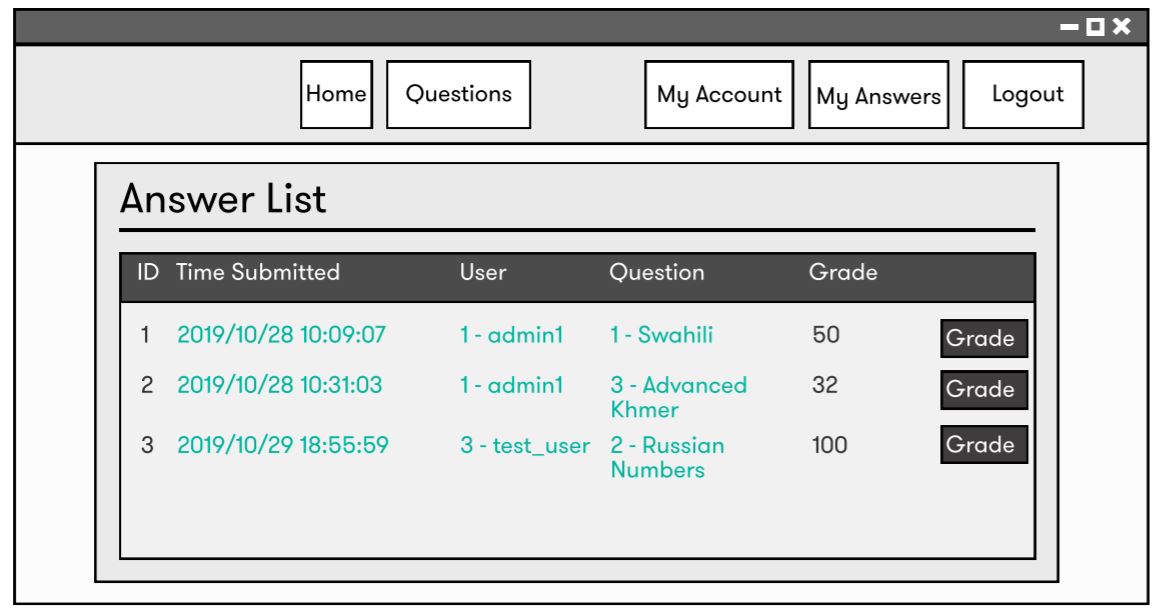 Home Questions My Account My Answers Logout
Answer List
ID Time Submitted User Question Grade
1 2019/10/28 10:09:07 1 - admin1 1 - Swahili 50 Grade
2 2019/10/28 10:31:03 1 - admin1 3 - Advanced 32 Grade
Khmer
3 2019/10/29 18:55:59 3 - test_user 2 - Russian 100 Grade
Numbers